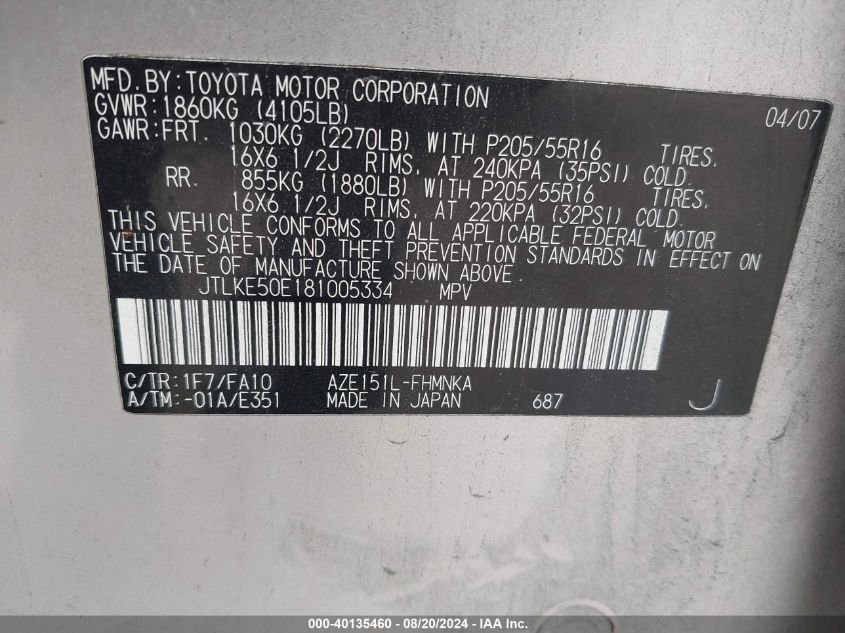 MFD.BY:TOYOTA MOTOR CORPORATION 04/07
GVWR:1860KG (4105LB)
GAWR:FRT. 1030KG (2270LB) WITH P205/55R16 TIRES,
16X6 1/2J RIMS, AT 240KPA (35PSI) COLD.
RR. 855KG (1880LB) WITH P205/55R16 TIRES,
16X6 1/2J RIMS, AT 220KPA (32PSI) COLD.
THIS VEHICLE CONFORMS TO ALL APPLICABLE FEDERAL MOTOR
VEHICLE SAFETY AND THEFT PREVENTION STANDARDS IN EFFECT ON
THE DATE OF MANUFACTURE SHOWN ABOVE.
JTLKE50E181005334 MPV
C/TR:1F7/FA10 AZE151L-FHMNKA
A/TM:-01A/E351 MADE IN JAPAN 687 J
000-40135460 - 08/20/2024 - IAA Inc.